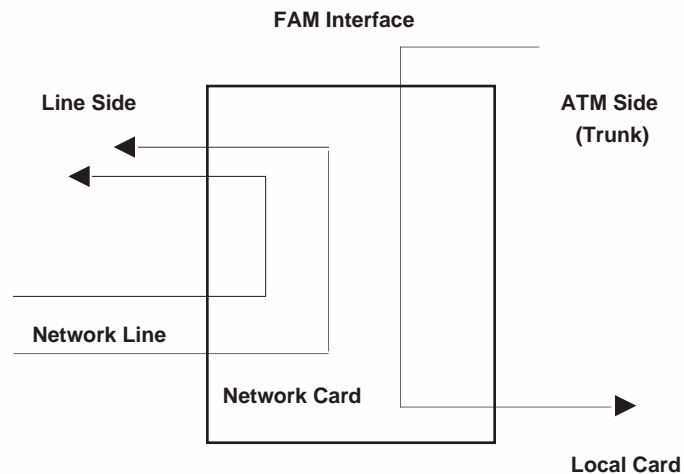 FAM Interface
Line Side
ATM Side
(Trunk)
Network Line
Network Card
Local Card